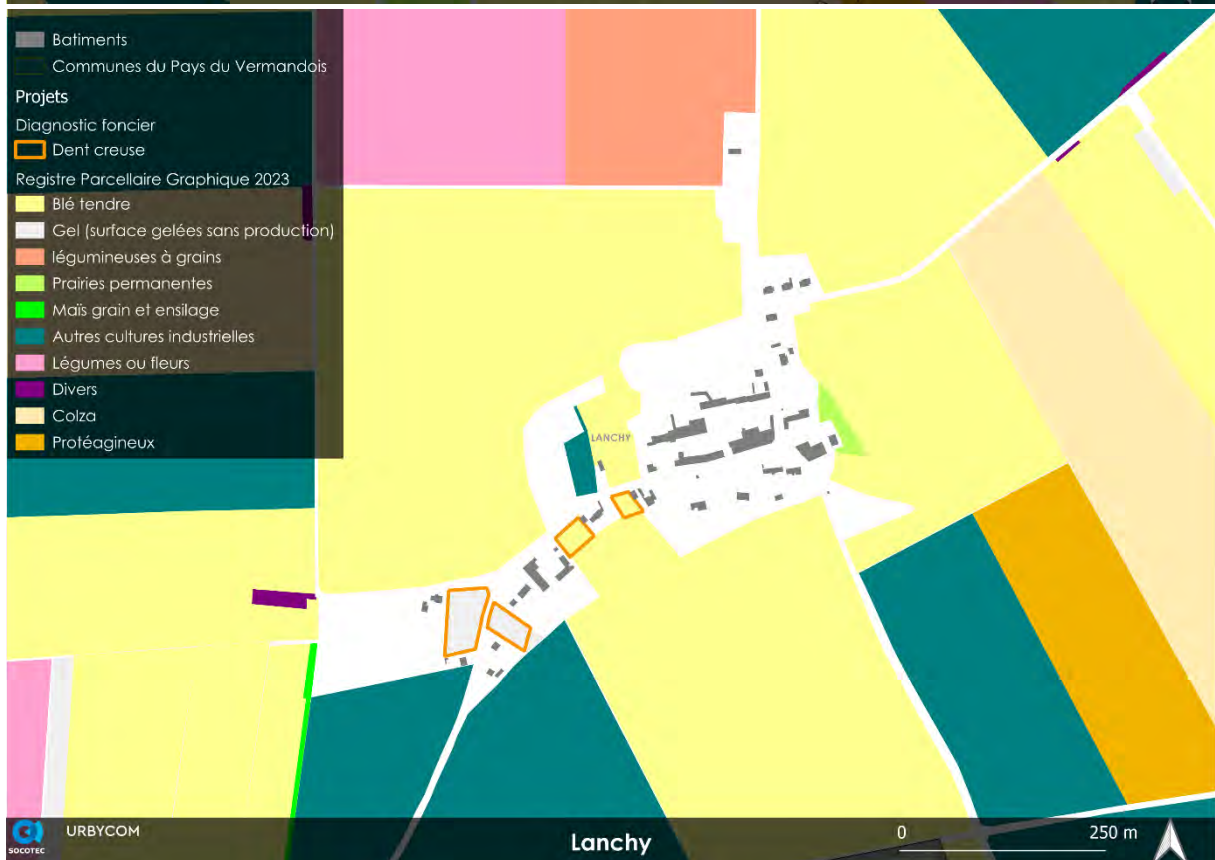 Batiments
Communes du Pays du Vermandois
Projets
Diagnostic foncier
Dent creuse
Registre Parcellaire Graphique 2023
Blé tendre
Gel (surface gelées sans production)
légumineuses à grains
Prairies permanentes
Maïs grain et ensilage
Autres cultures industrielles
Légumes ou fleurs
Divers
Colza
Protéagineux
LANCHY
SOCOTEC
URBYCOM
Lanchy
0 250 m